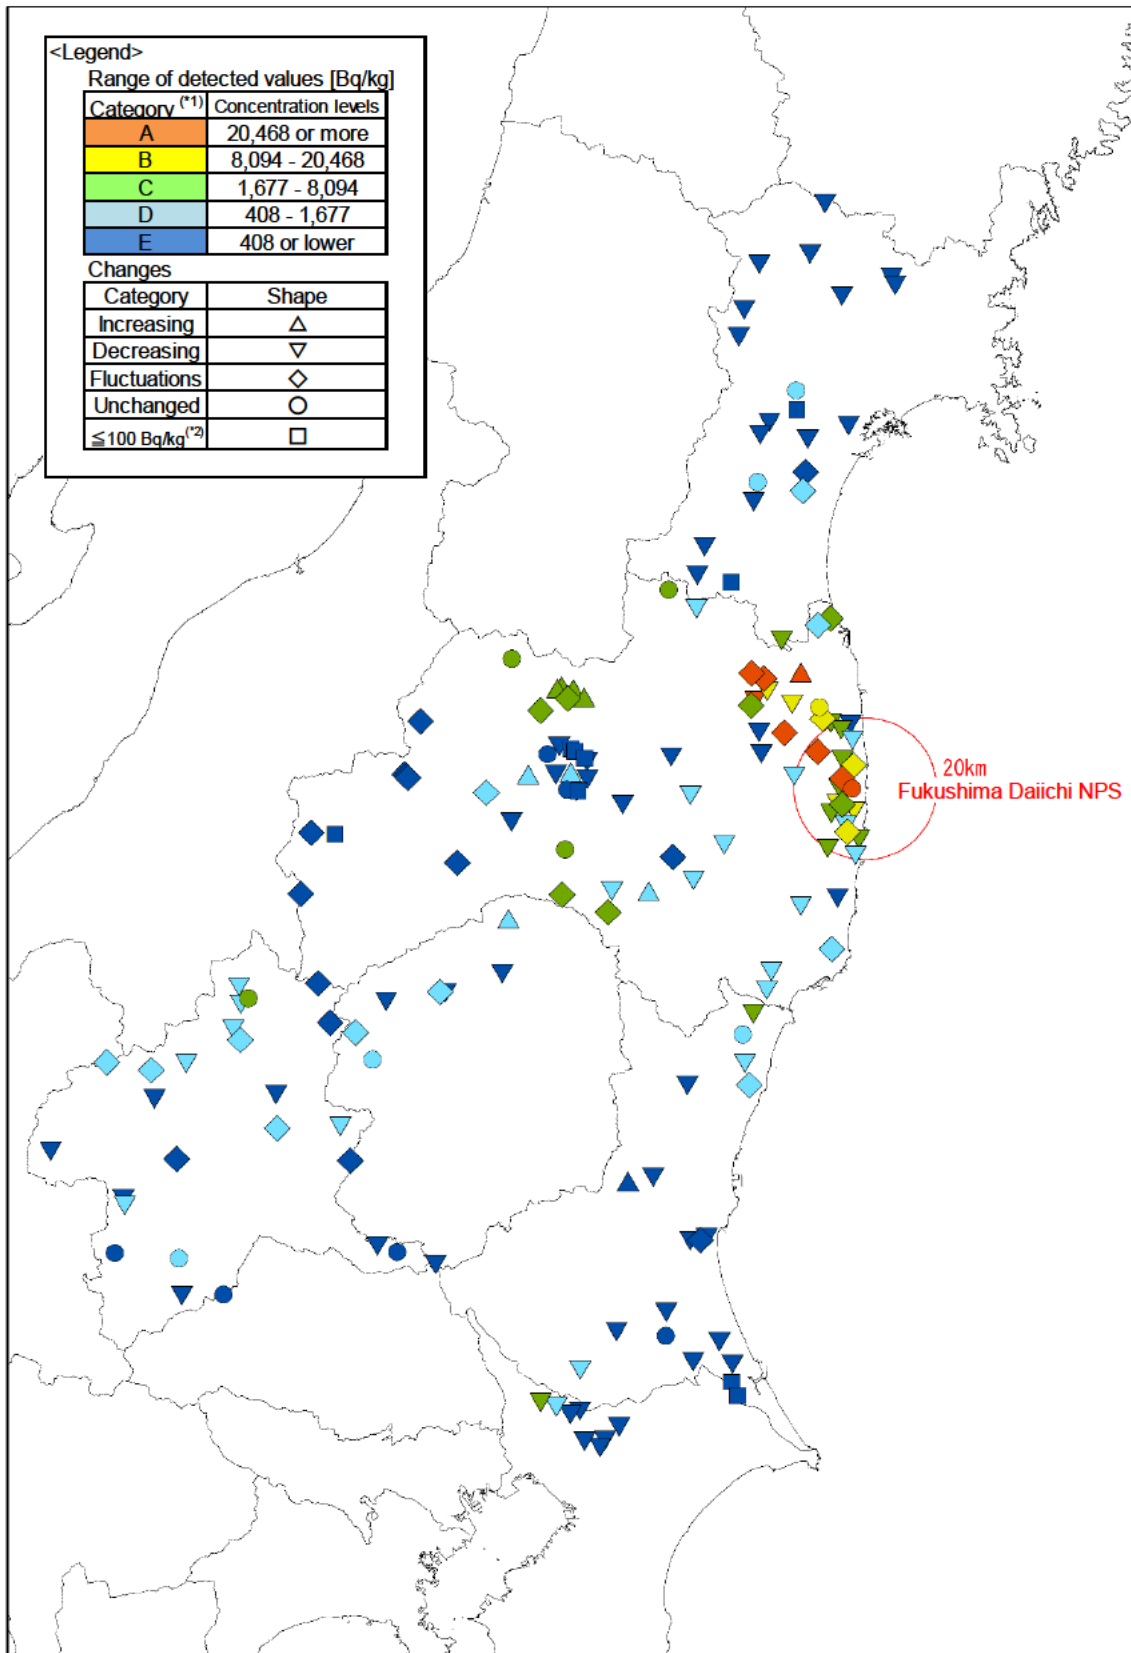 <Legend>
Range of detected values [Bq/kg]
Category (*1) Concentration levels
A 20,468 or more
B 8,094 - 20,468
C 1,677 - 8,094
D 408 - 1,677
E 408 or lower
Changes
Category Shape
Increasing △
Decreasing ▽
Fluctuations ◇
Unchanged ○
≦100 Bq/kg(*2) □
20km
Fukushima Daiichi NPS